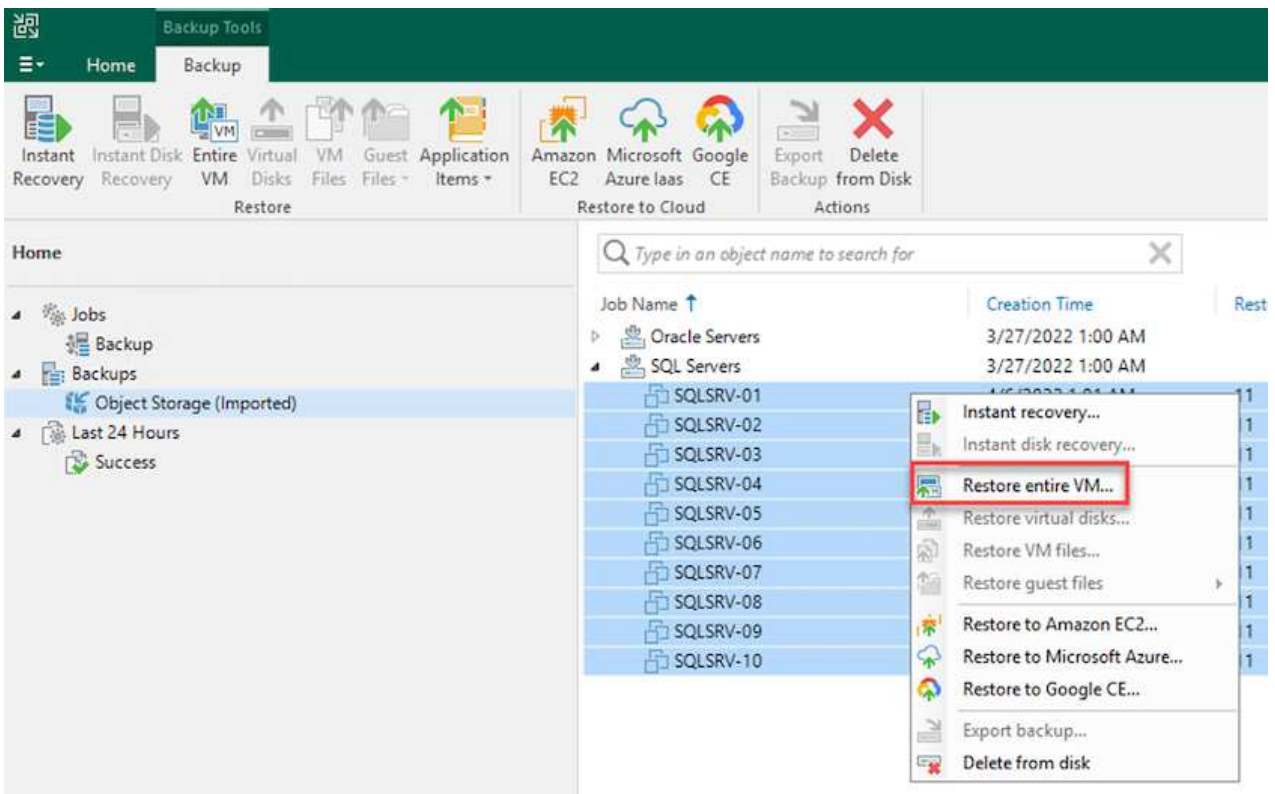 Backup Tools
Home Backup
Instant Recovery
Instant Disk Recovery
Entire VM
Virtual Disks
VM Files
Guest Files
Application Items
Amazon EC2
Microsoft Azure Iaas
Google CE
Export Backup
Delete from Disk
Restore
Restore to Cloud
Actions
Home
Jobs
Backup
Backups
Object Storage (Imported)
Last 24 Hours
Success
Type in an object name to search for
Job Name Creation Time Rest
Oracle Servers 3/27/2022 1:00 AM
SQL Servers 3/27/2022 1:00 AM
SQLSRV-01 11
SQLSRV-02
SQLSRV-03
SQLSRV-04
SQLSRV-05
SQLSRV-06
SQLSRV-07
SQLSRV-08
SQLSRV-09
SQLSRV-10
Instant recovery...
Instant disk recovery...
Restore entire VM...
Restore virtual disks...
Restore VM files...
Restore guest files
Restore to Amazon EC2...
Restore to Microsoft Azure...
Restore to Google CE...
Export backup...
Delete from disk